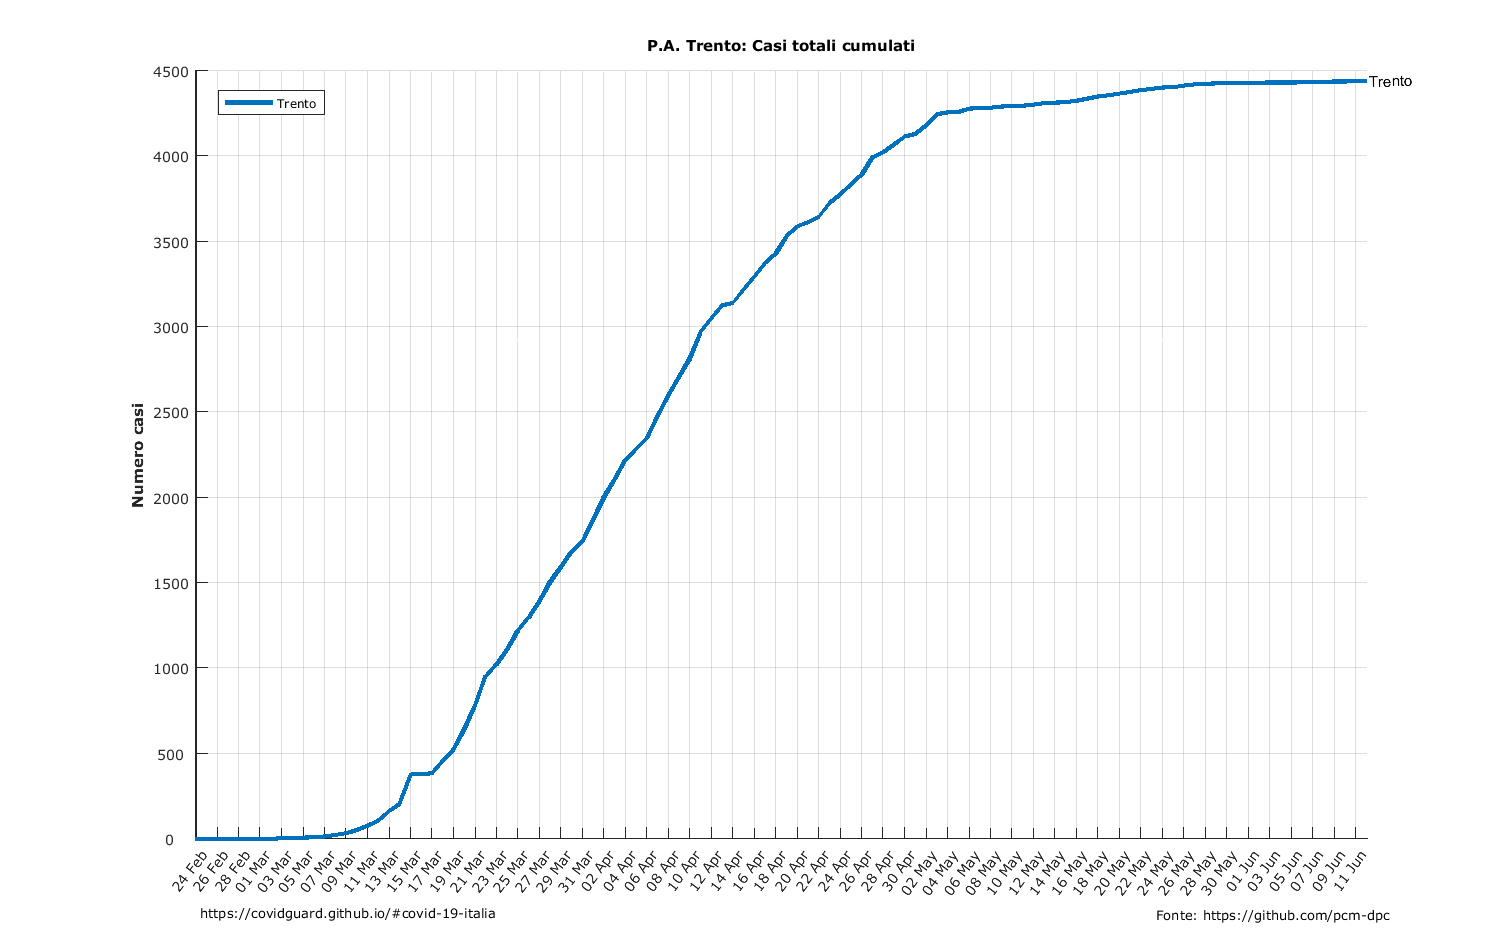 P.A. Trento: Casi totali cumulati
4500
4000
3500
3000
2500
2000
1500
1000
500
0
Numero casi
Trento
Trento
24 Feb
26 Feb
28 Feb
01 Mar
03 Mar
05 Mar
07 Mar
09 Mar
11 Mar
13 Mar
15 Mar
17 Mar
19 Mar
21 Mar
23 Mar
25 Mar
27 Mar
29 Mar
31 Mar
02 Apr
04 Apr
06 Apr
08 Apr
10 Apr
12 Apr
14 Apr
16 Apr
18 Apr
20 Apr
22 Apr
24 Apr
26 Apr
28 Apr
30 Apr
02 May
04 May
06 May
08 May
10 May
12 May
14 May
16 May
18 May
20 May
22 May
24 May
26 May
28 May
30 May
01 Jun
03 Jun
05 Jun
07 Jun
09 Jun
11 Jun
https://covidguard.github.io/#covid-19-italia
Fonte: https://github.com/pcm-dpc